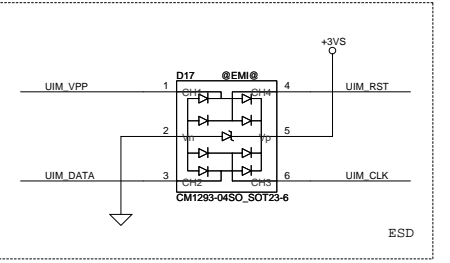 +3VS
D17 @EMI@
UIM_VPP 1 CH1 CH4 4 UIM_RST
2 Vn Vp 5
UIM_DATA 3 CH2 CH3 6 UIM_CLK
CM1293-04SO_SOT23-6
ESD